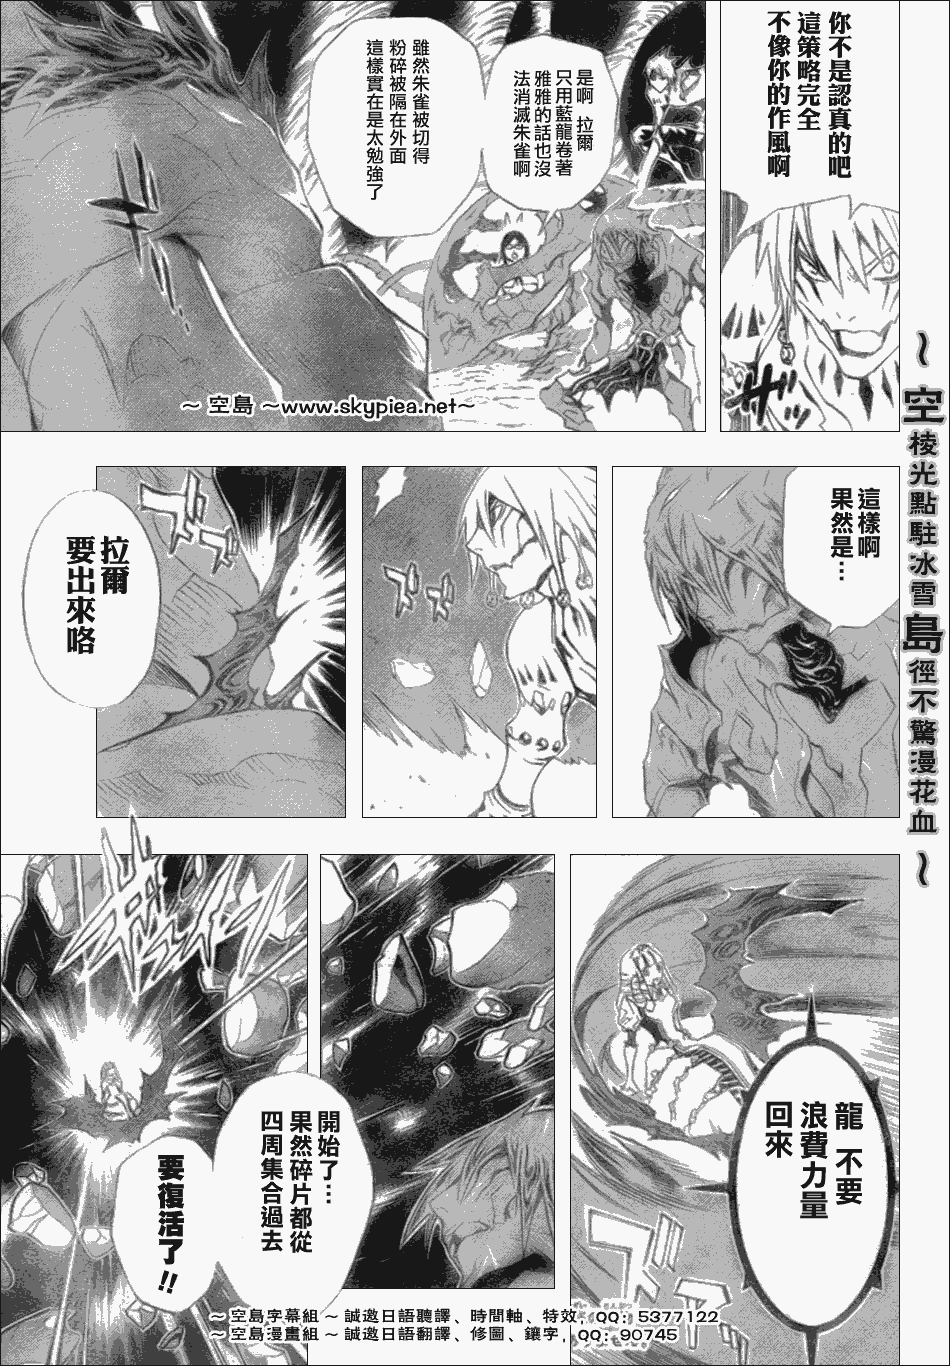 你不是認真的吧
這策略完全
不像你的作風啊
是啊 拉爾
只用藍龍卷著
雅雅的話也沒
法消滅朱雀啊
雖然朱雀被切得
粉碎被隔在外面
這樣實在是太勉強了
～ 空島 ～www.skypiea.net～
這樣啊
果然是…
拉爾
要出來咯
龍 不要
浪費力量
回來
開始了…
果然碎片都從
四周集合過去
要復活了!!
～ 空棱光點駐冰雪島徑不驚漫花血 ～
～ 空島字幕組 ～ 誠邀日語聽譯、時間軸、特效, QQ: 5377122
～ 空島漫畫組 ～ 誠邀日語翻譯、修圖、鑲字, QQ: 90745